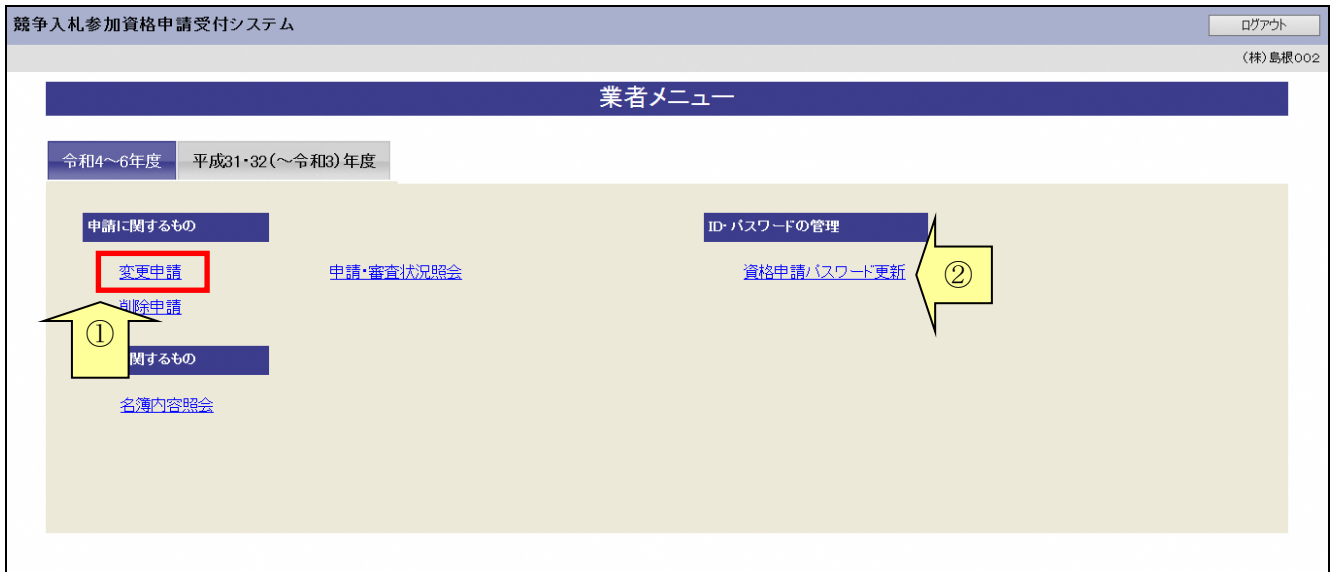 競争入札参加資格申請受付システム
ログアウト
(株)島根002
業者メニュー
令和4～6年度 平成31・32(～令和3)年度
申請に関するもの
ID・パスワードの管理
変更申請 申請・審査状況照会 資格申請パスワード更新 ②
削除申請
①
関するもの
名簿内容照会